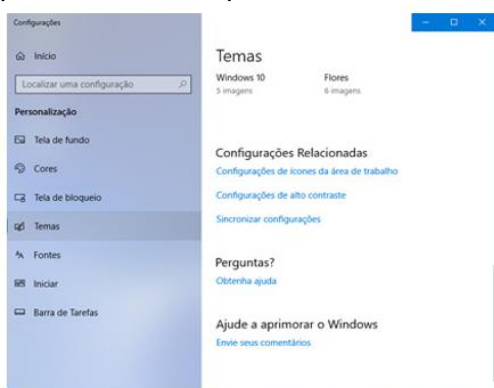 Configurações
Início
Localizar uma configuração
Personalização
Tela de fundo
Cores
Tela de bloqueio
Temas
Fontes
Iniciar
Barra de Tarefas
Temas
Windows 10 Flores
5 imagens 6 imagens
Configurações Relacionadas
Configurações de ícones da área de trabalho
Configurações de alto contraste
Sincronizar configurações
Perguntas?
Obtenha ajuda
Ajude a aprimorar o Windows
Envie seus comentários